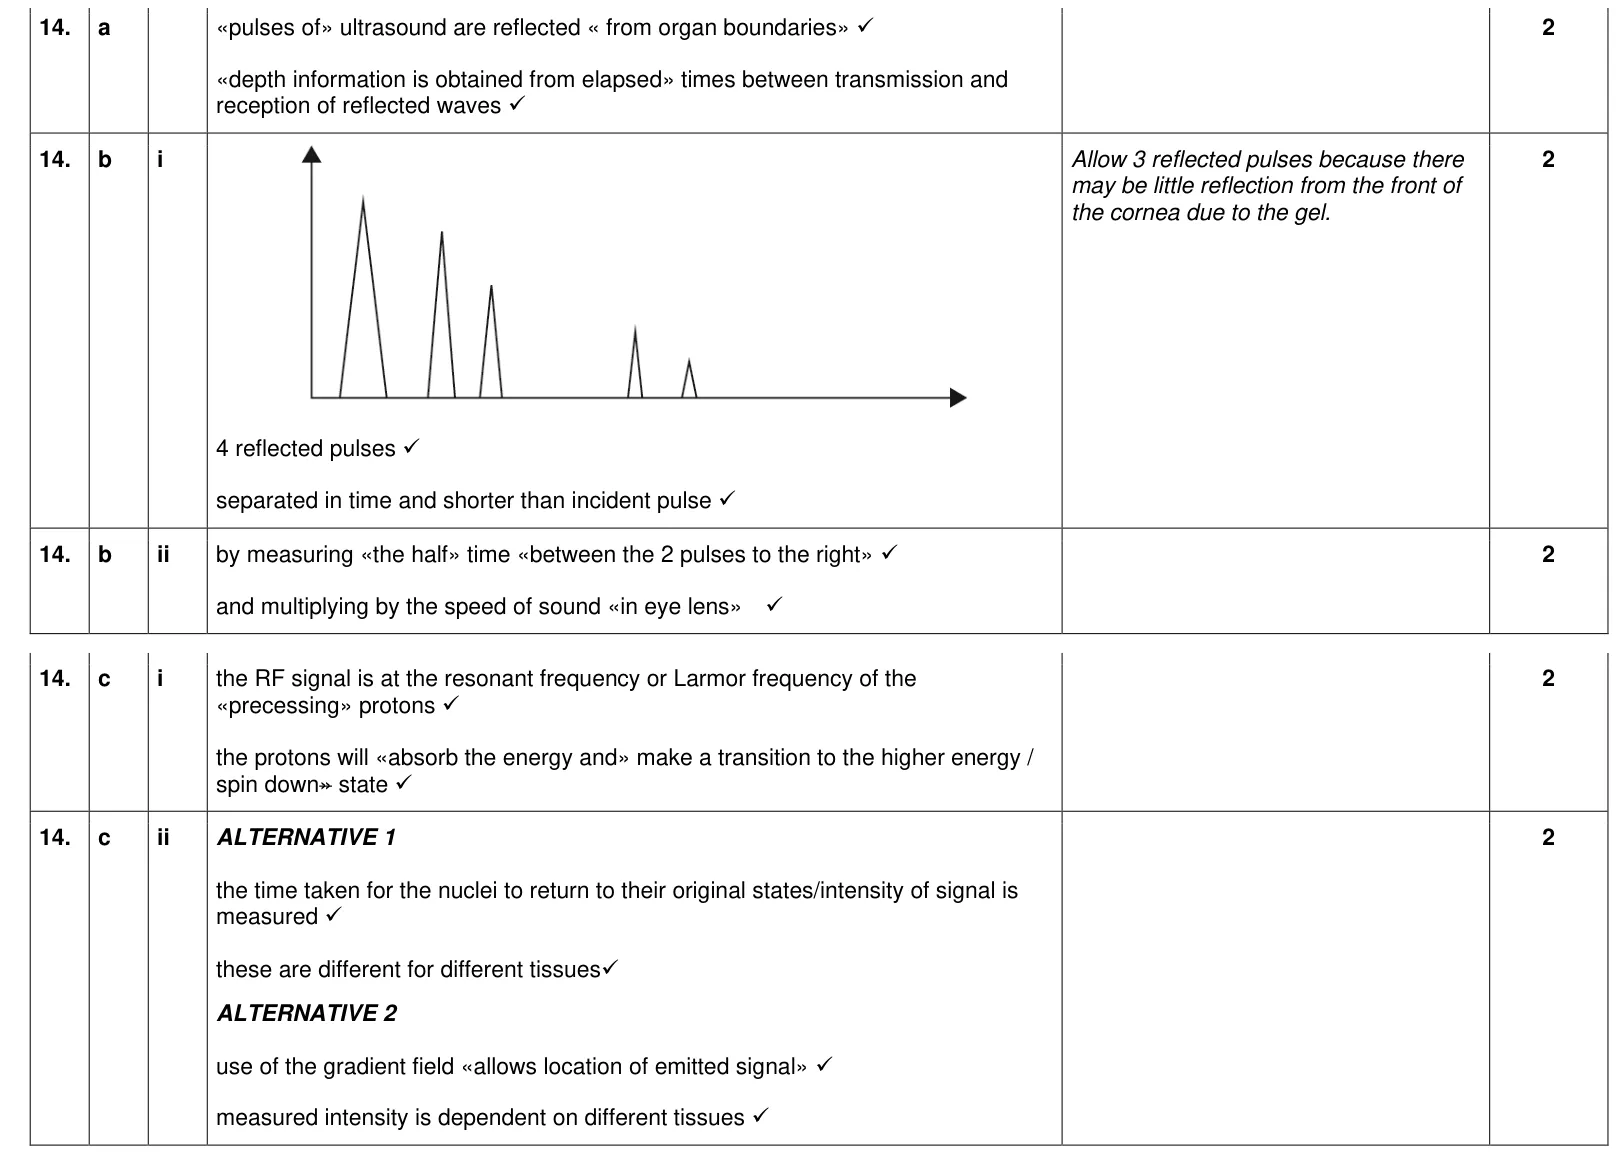 14. a «pulses of» ultrasound are reflected « from organ boundaries» ✓ 2
«depth information is obtained from elapsed» times between transmission and
reception of reflected waves ✓
14. b i Allow 3 reflected pulses because there 2
may be little reflection from the front of
the cornea due to the gel.
4 reflected pulses ✓
separated in time and shorter than incident pulse ✓
14. b ii by measuring «the half» time «between the 2 pulses to the right» ✓ 2
and multiplying by the speed of sound «in eye lens» ✓
14. c i the RF signal is at the resonant frequency or Larmor frequency of the 2
«precessing» protons ✓
the protons will «absorb the energy and» make a transition to the higher energy /
spin down» state ✓
14. c ii ALTERNATIVE 1 2
the time taken for the nuclei to return to their original states/intensity of signal is
measured ✓
these are different for different tissues✓
ALTERNATIVE 2
use of the gradient field «allows location of emitted signal» ✓
measured intensity is dependent on different tissues ✓